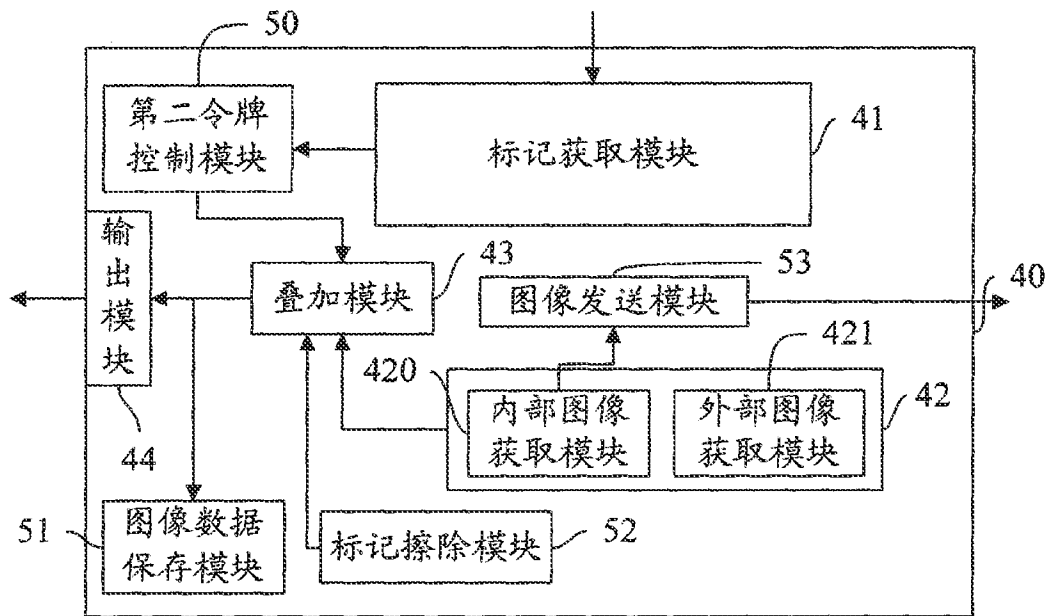 50
第二令牌
控制模块
标记获取模块
41
输出模块
叠加模块
43
53
图像发送模块
40
420
421
内部图像
获取模块
外部图像
获取模块
42
44
51
图像数据
保存模块
标记擦除模块
52